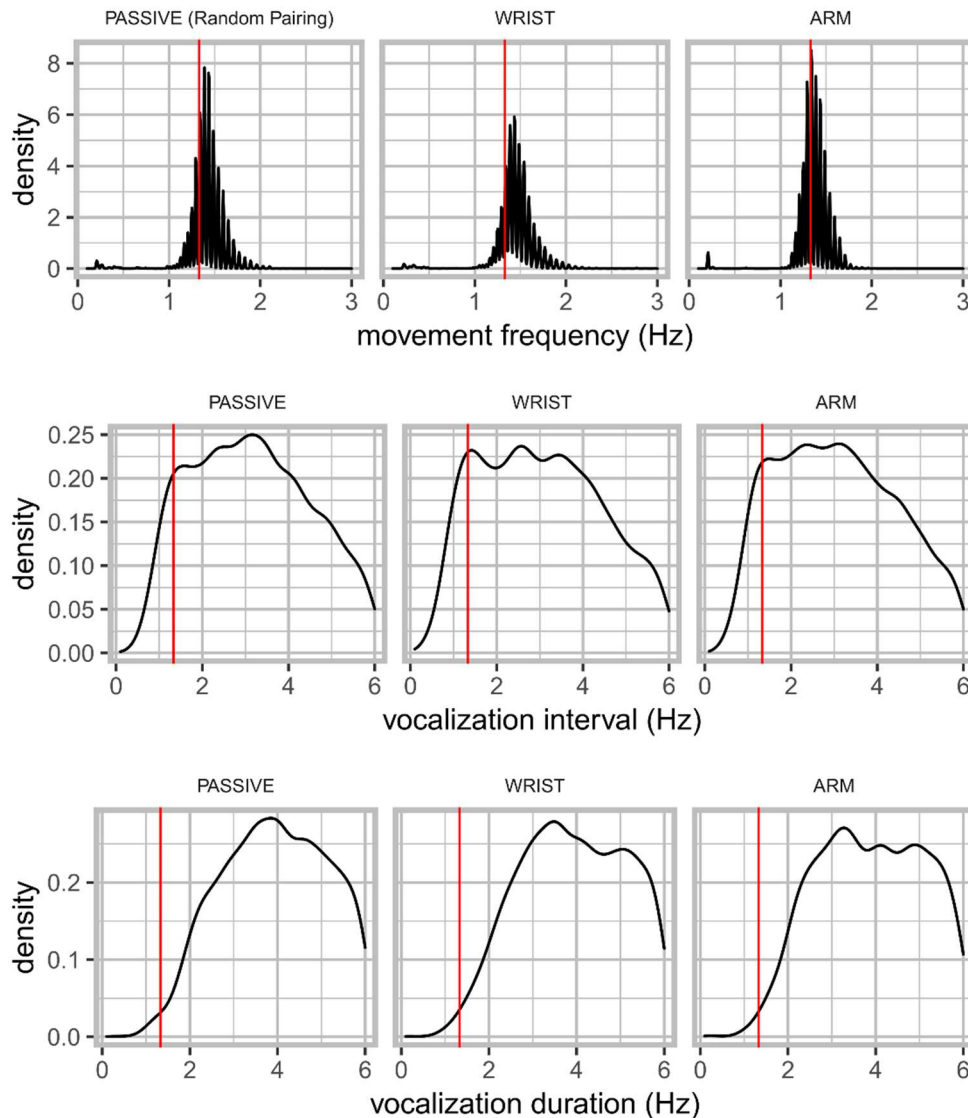 PASSIVE (Random Pairing) WRIST ARM
8
6
4
2
0
density
0 1 2 3 0 1 2 3 0 1 2 3
movement frequency (Hz)
PASSIVE WRIST ARM
0.25
0.20
0.15
0.10
0.05
0.00
density
0 2 4 6 0 2 4 6 0 2 4 6
vocalization interval (Hz)
PASSIVE WRIST ARM
0.2
0.1
0.0
density
0 2 4 6 0 2 4 6 0 2 4 6
vocalization duration (Hz)